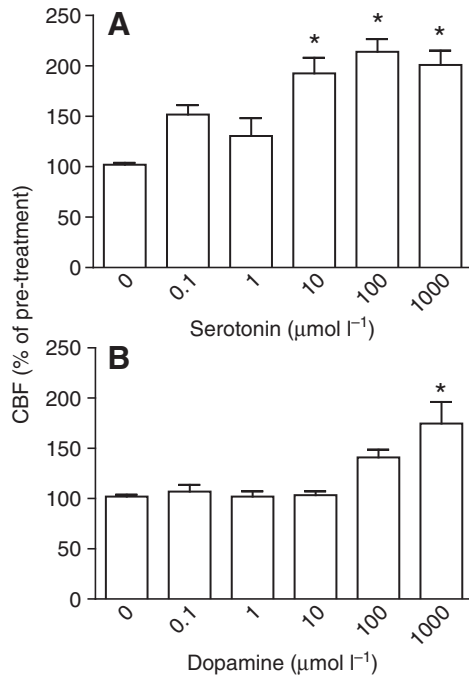 CBF (% of pre-treatment)
A
250
200
150
100
50
0
* * *
0 0.1 1 10 100 1000
Serotonin (μmol l⁻¹)
B
250
200
150
100
50
0
*
0 0.1 1 10 100 1000
Dopamine (μmol l⁻¹)